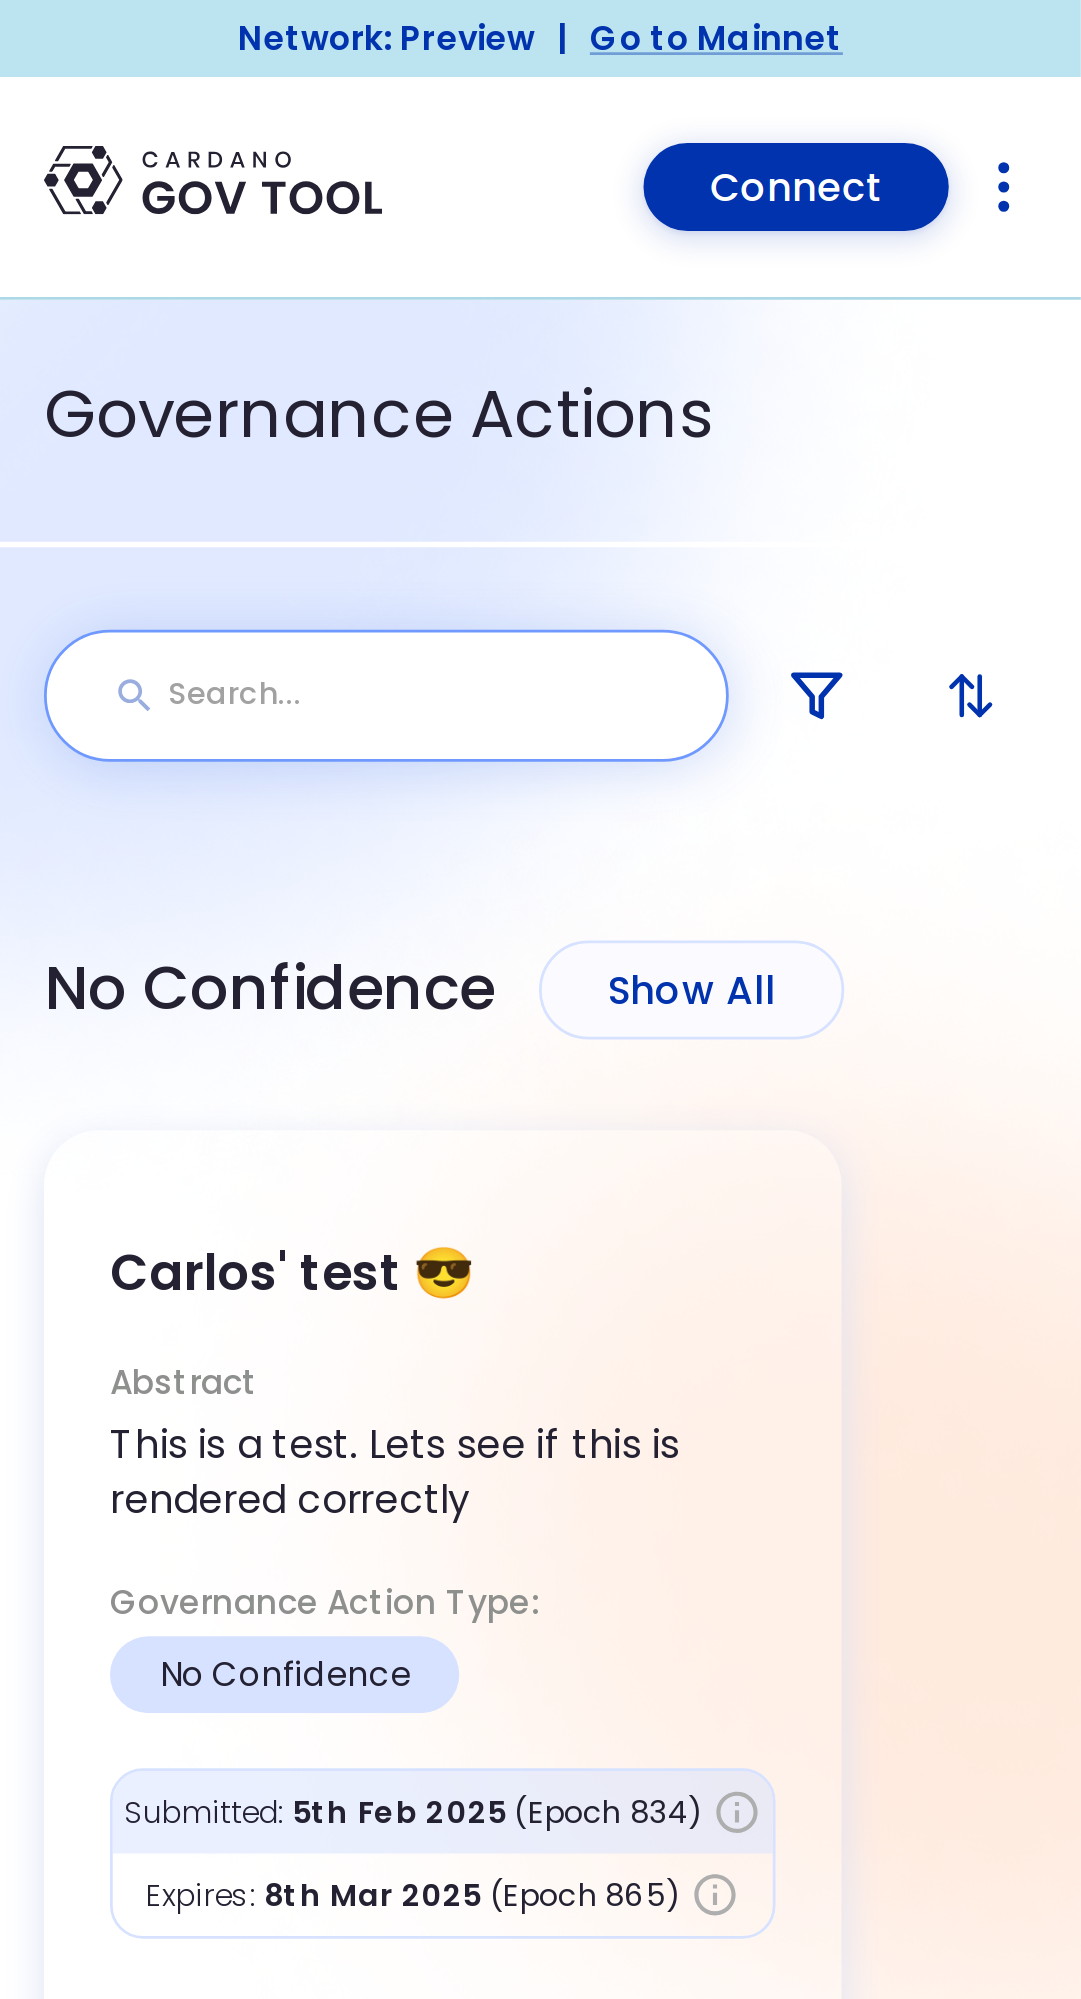 Network: Preview | Go to Mainnet
CARDANO
GOV TOOL
Connect
Governance Actions
Search...
No Confidence
Show All
Carlos' test 😎
Abstract
This is a test. Lets see if this is
rendered correctly
Governance Action Type:
No Confidence
Submitted: 5th Feb 2025 (Epoch 834)
Expires: 8th Mar 2025 (Epoch 865)